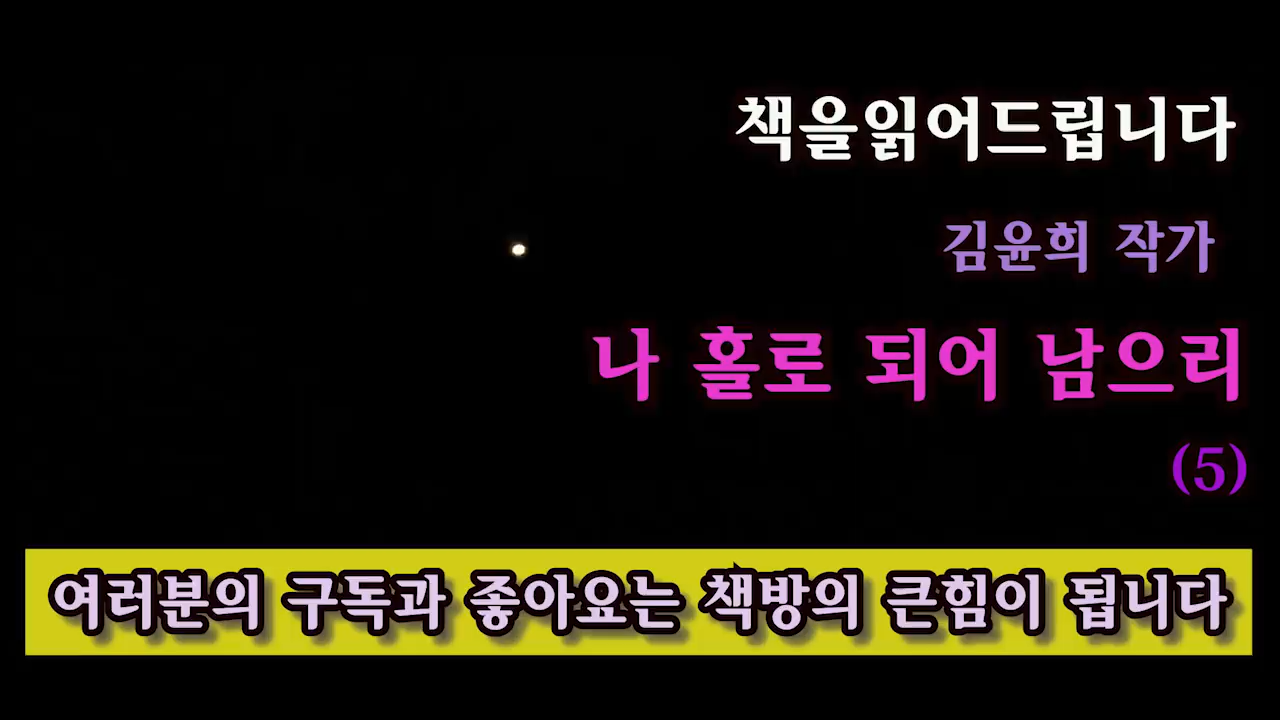 책을읽어드립니다
김윤희 작가
나 홀로 되어 남으리
(5)
여러분의 구독과 좋아요는 책방의 큰힘이 됩니다